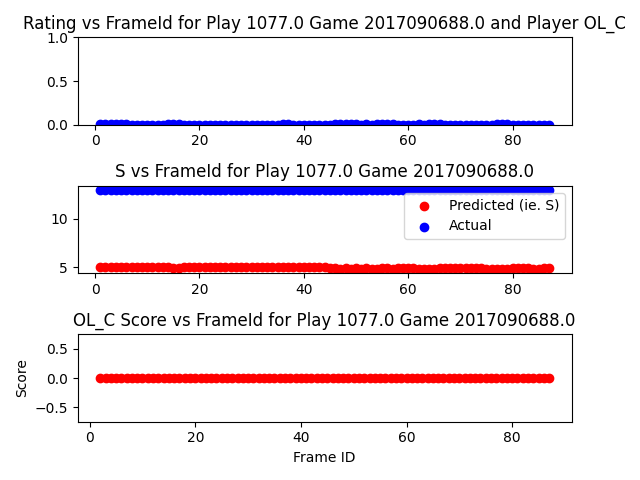 Rating vs FrameId for Play 1077.0 Game 2017090688.0 and Player OL_C
1.0
0.5
0.0
0 20 40 60 80
S vs FrameId for Play 1077.0 Game 2017090688.0
10
5
Predicted (ie. S)
Actual
0 20 40 60 80
OL_C Score vs FrameId for Play 1077.0 Game 2017090688.0
Score
0.5
0.0
−0.5
0 20 40 60 80
Frame ID